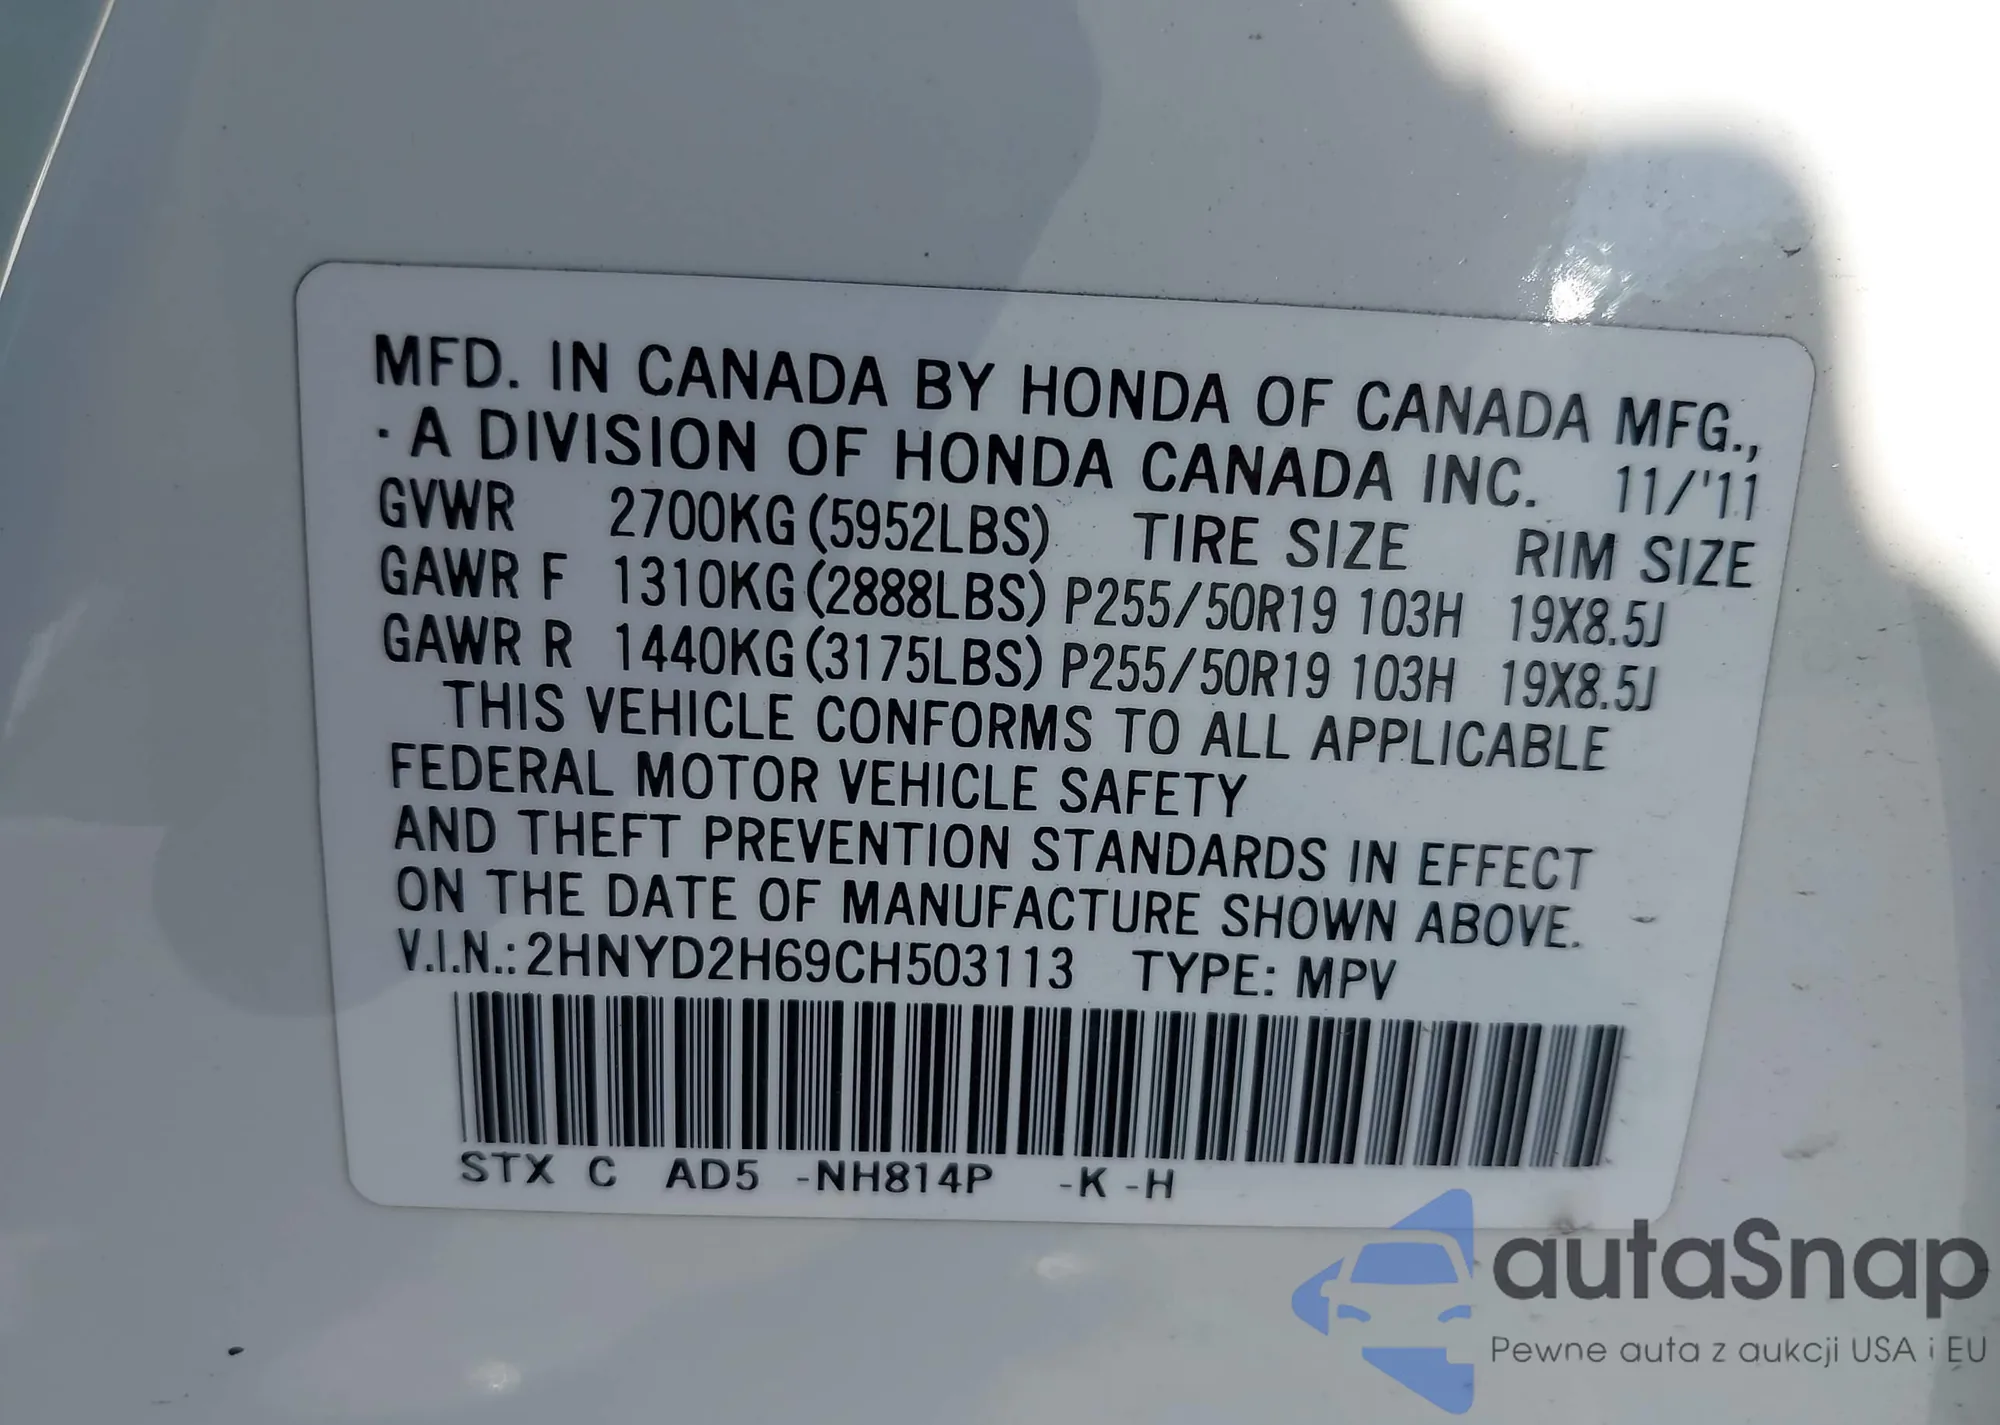 MFD. IN CANADA BY HONDA OF CANADA MFG.,
· A DIVISION OF HONDA CANADA INC. 11/'11
GVWR 2700KG (5952LBS) TIRE SIZE RIM SIZE
GAWR F 1310KG (2888LBS) P255/50R19 103H 19X8.5J
GAWR R 1440KG (3175LBS) P255/50R19 103H 19X8.5J
THIS VEHICLE CONFORMS TO ALL APPLICABLE
FEDERAL MOTOR VEHICLE SAFETY
AND THEFT PREVENTION STANDARDS IN EFFECT
ON THE DATE OF MANUFACTURE SHOWN ABOVE.
V.I.N.: 2HNYD2H69CH503113 TYPE: MPV
STX C AD5 -NH814P -K -H
autaSnap
Pewne auta z aukcji USA i EU